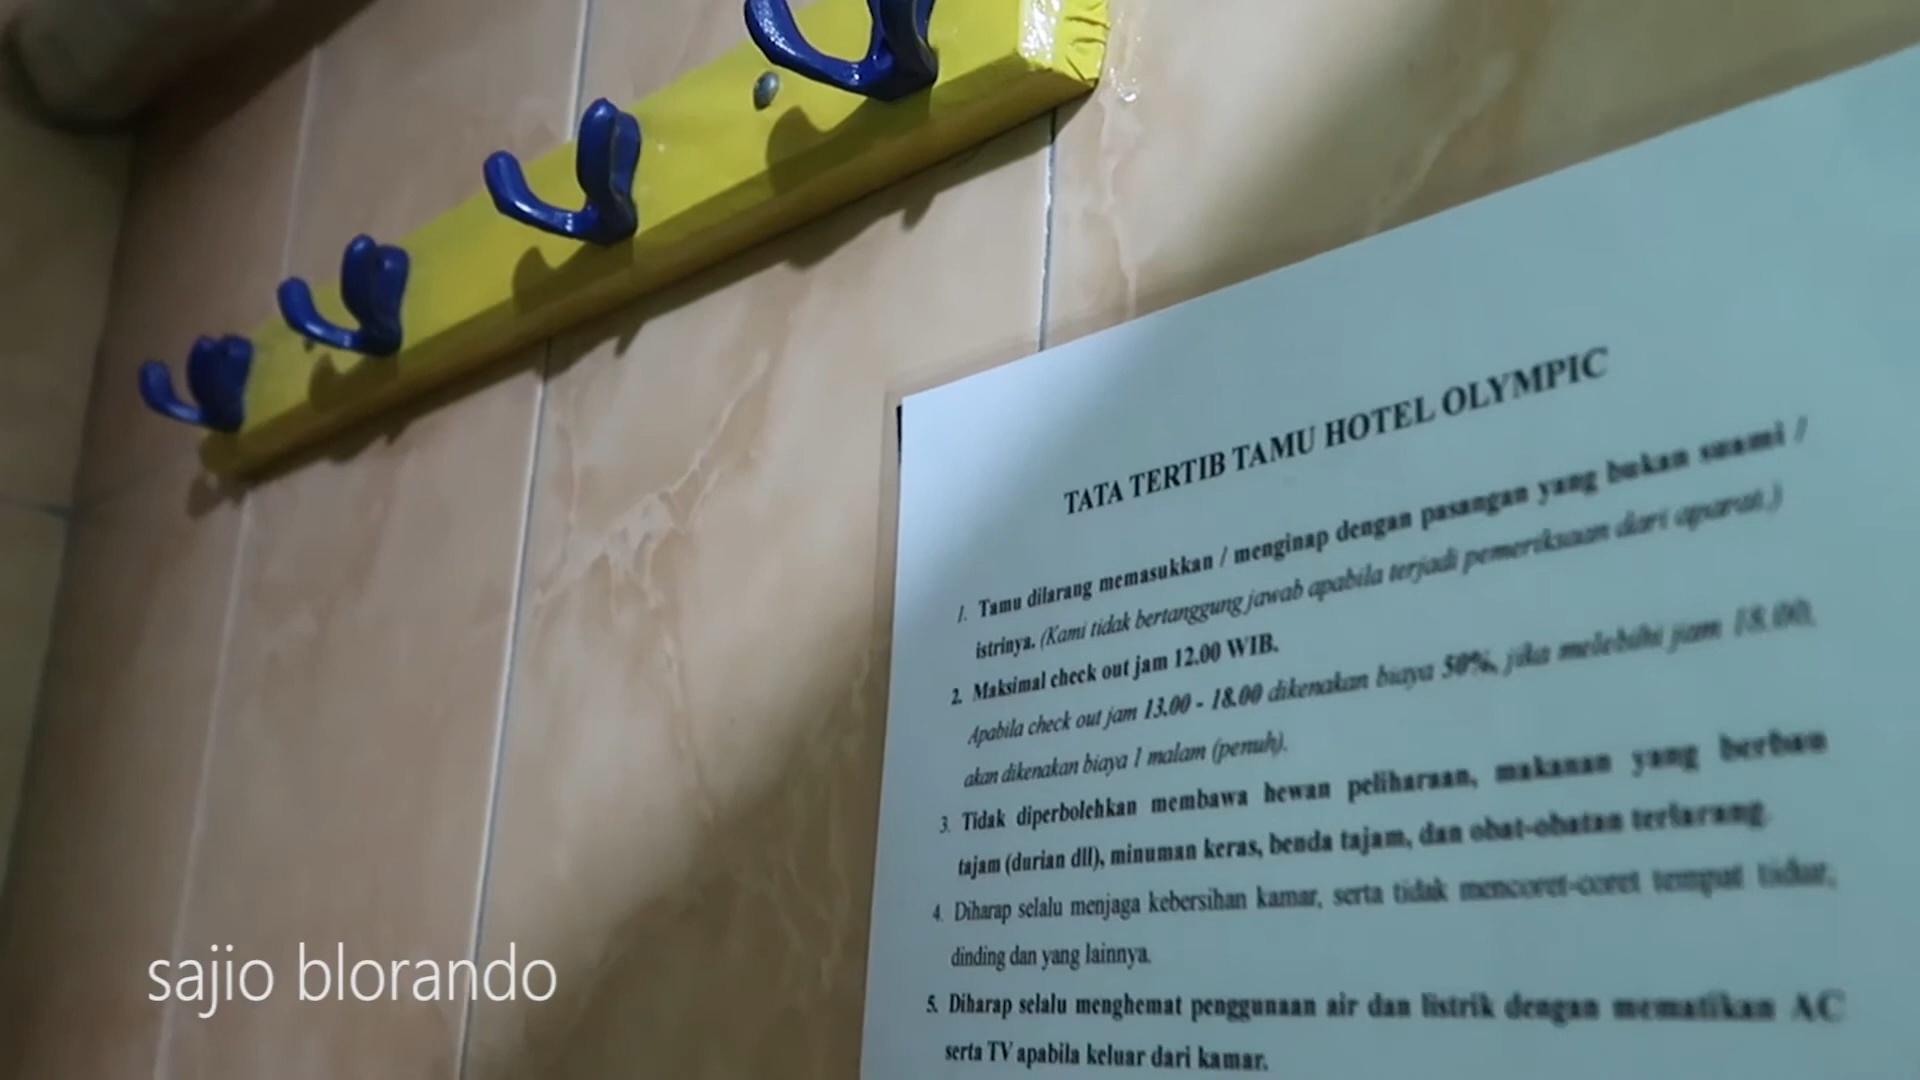 TATA TERTIB TAMU HOTEL OLYMPIC
1. Tamu dilarang memasukkan / menginap dengan pasangan yang bukan suami /
istrinya. (Kami tidak bertanggung jawab apabila terjadi pemeriksaan dari aparat.)
2. Maksimal check out jam 12.00 WIB.
Apabila check out jam 13.00 - 18.00 dikenakan biaya 50%, jika melebihi jam 18.00,
akan dikenakan biaya 1 malam (penuh).
3. Tidak diperbolehkan membawa hewan peliharaan, makanan yang berbau
tajam (durian dll), minuman keras, benda tajam, dan obat-obatan terlarang.
4. Diharap selalu menjaga kebersihan kamar, serta tidak mencoret-coret tempat tidur,
dinding dan yang lainnya.
5. Diharap selalu menghemat penggunaan air dan listrik dengan mematikan AC
serta TV apabila keluar dari kamar.
sajio blorando